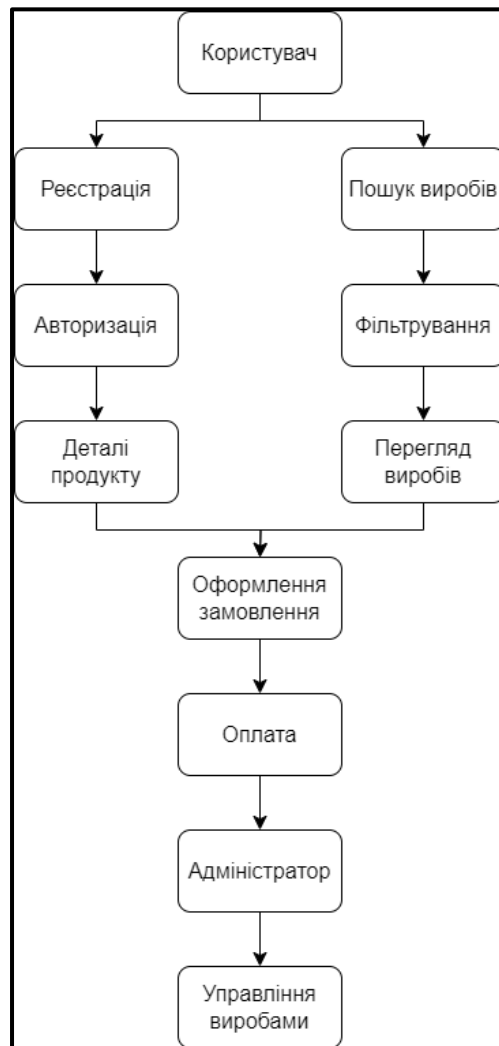 Користувач
Реєстрація
Пошук виробів
Авторизація
Фільтрування
Деталі
продукту
Перегляд
виробів
Оформлення
замовлення
Оплата
Адміністратор
Управління
виробами